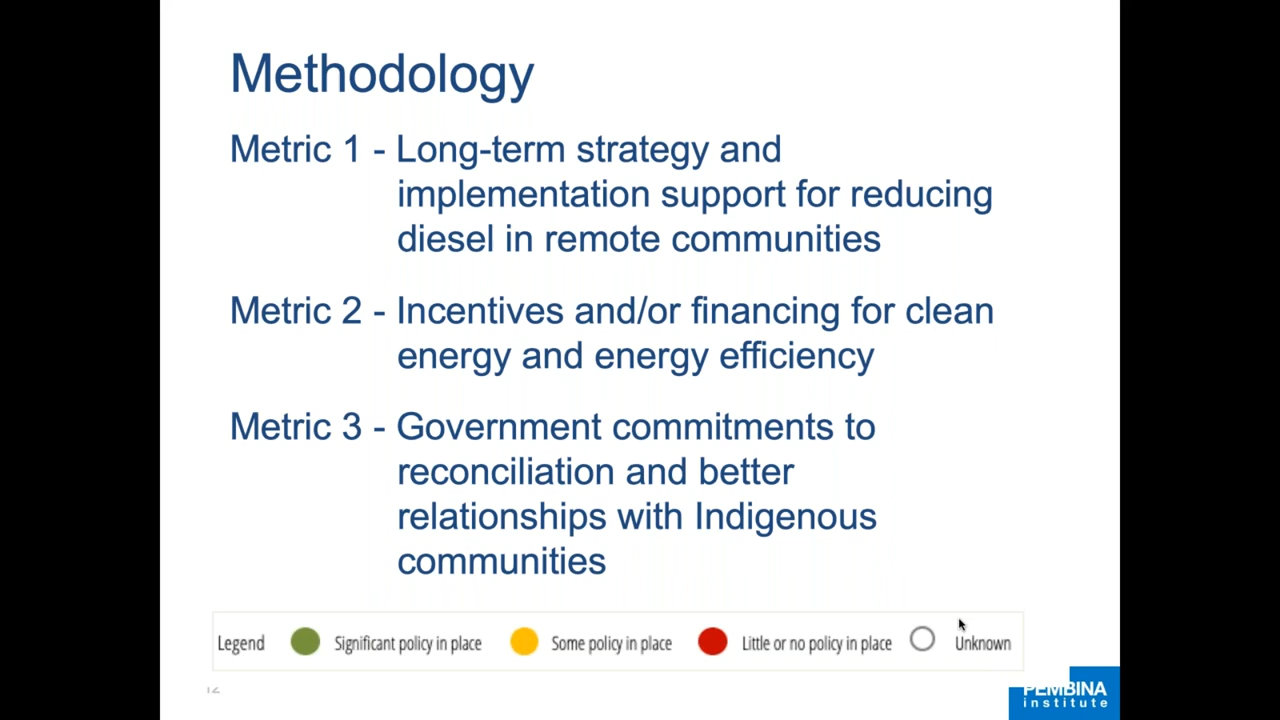 Methodology
Metric 1 - Long-term strategy and
implementation support for reducing
diesel in remote communities
Metric 2 - Incentives and/or financing for clean
energy and energy efficiency
Metric 3 - Government commitments to
reconciliation and better
relationships with Indigenous
communities
Legend Significant policy in place Some policy in place Little or no policy in place Unknown
12
PEMBINA
institute